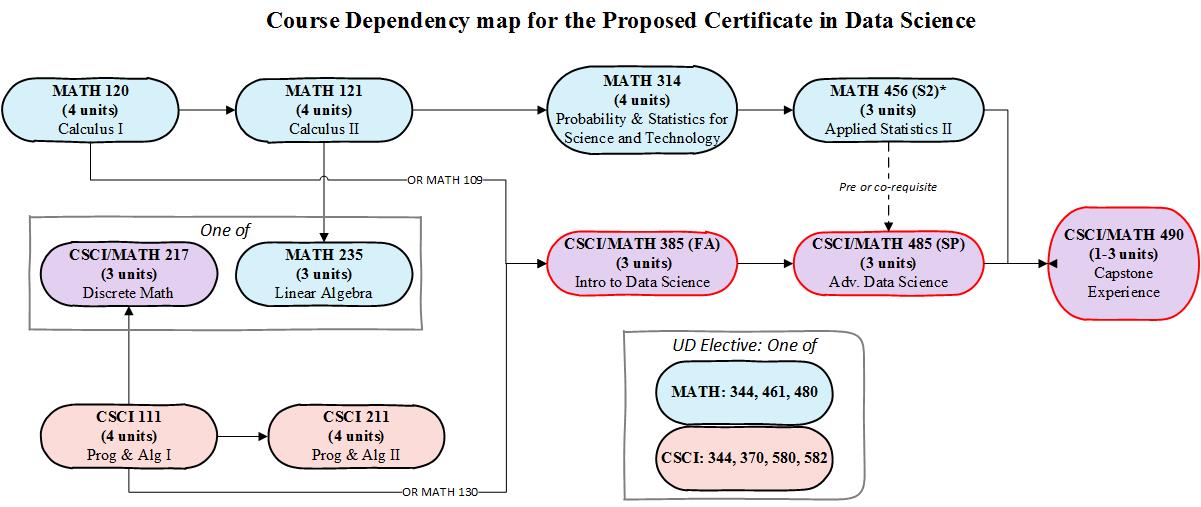 Course Dependency map for the Proposed Certificate in Data Science
MATH 120
(4 units)
Calculus I
MATH 121
(4 units)
Calculus II
MATH 314
(4 units)
Probability & Statistics for
Science and Technology
MATH 456 (S2)*
(3 units)
Applied Statistics II
OR MATH 109
Pre or co-requisite
One of
CSCI/MATH 217
(3 units)
Discrete Math
MATH 235
(3 units)
Linear Algebra
CSCI/MATH 385 (FA)
(3 units)
Intro to Data Science
CSCI/MATH 485 (SP)
(3 units)
Adv. Data Science
CSCI/MATH 490
(1-3 units)
Capstone
Experience
UD Elective: One of
MATH: 344, 461, 480
CSCI: 344, 370, 580, 582
CSCI 111
(4 units)
Prog & Alg I
CSCI 211
(4 units)
Prog & Alg II
OR MATH 130